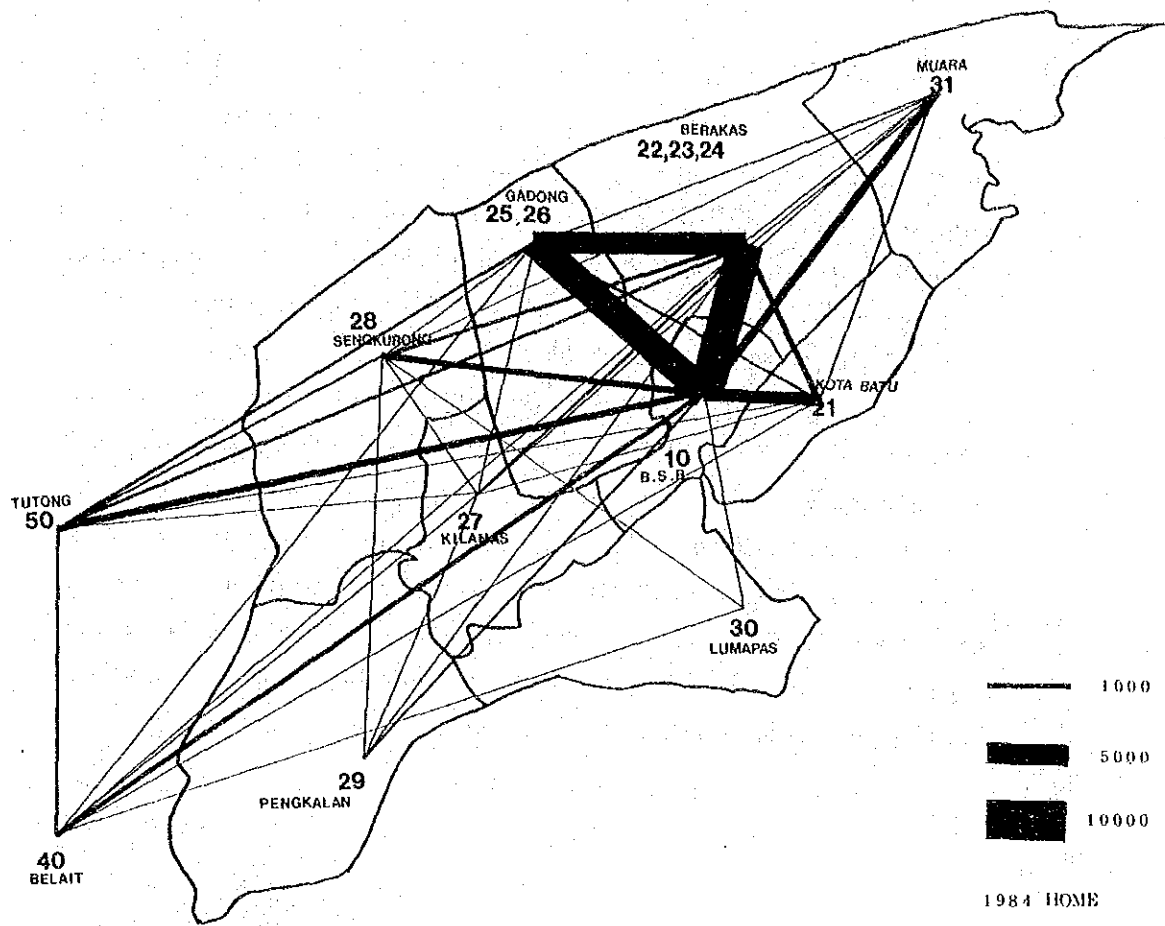 MUARA
31
BERAKAS
22,23,24
GADONG
25, 26
28
SENGKURONG
KOTA BATU
21
10
B.S.B
TUTONG
50
27
KILANAS
30
LUMAPAS
29
PENGKALAN
40
BELAIT
1000
5000
10000
1984 HOME